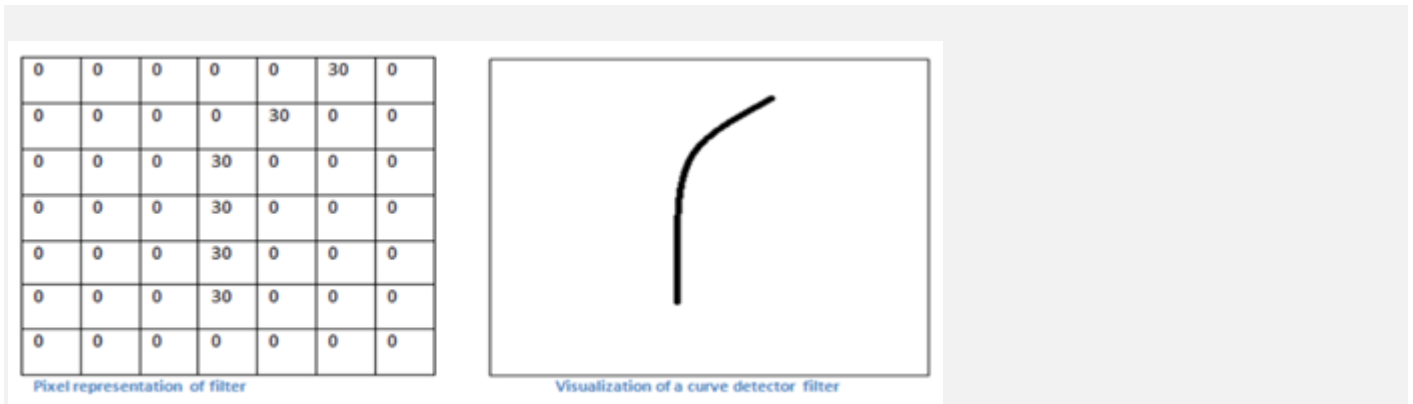 0 0 0 0 0 30 0
0 0 0 0 30 0 0
0 0 0 30 0 0 0
0 0 0 30 0 0 0
0 0 0 30 0 0 0
0 0 0 30 0 0 0
0 0 0 0 0 0 0
Pixel representation of filter
Visualization of a curve detector filter